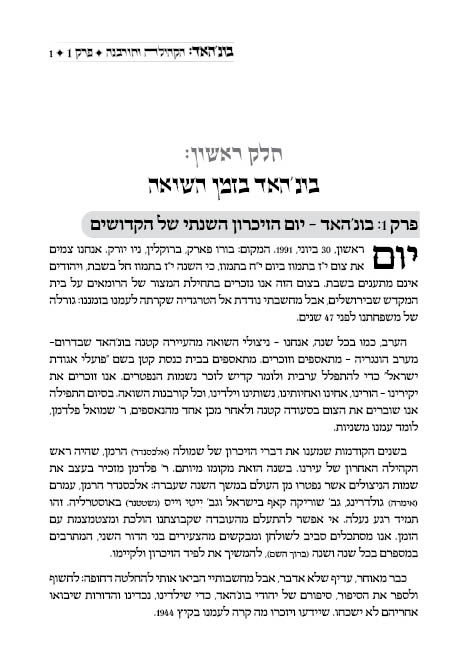 בונ'האד: הקהילה וחורבנה ✦ פרק 1 ✦ 1
חלק ראשון:
בונ'האד בזמן השואה
פרק 1: בונ'האד – יום הזיכרון השנתי של הקדושים
יום ראשון, 30 ביוני, 1991. המקום: בורו פארק, ברוקלין, ניו יורק. אנחנו צמים
את צום י"ז בתמוז ביום י"ח בתמוז, כי השנה י"ז בתמוז חל בשבת, ויהודים
אינם מתענים בשבת. בצום הזה אנו נזכרים בתחילת המצור של הרומאים על בית
המקדש שבירושלים, אבל מחשבתי נודדת אל הטרגדיה שקרתה לעמנו בזמננו: גורלה
של משפחתנו לפני 47 שנים.
הערב, כמו בכל שנה, אנחנו – ניצולי השואה מהעיירה קטנה בונ'האד שבדרום-
מערב הונגריה – מתאספים וזוכרים. מתאספים בבית כנסת קטן בשם "פועלי אגודת
ישראל" כדי להתפלל ערבית ולומר קדיש לזכר נשמות הנפטרים. אנו זוכרים את
יקירינו – הורינו, אחינו ואחיותינו, נשותינו וילדינו, וכל קורבנות השואה. בסיום התפילה
אנו שוברים את הצום בסעודה קטנה ולאחר מכן אחד מהנאספים, ר' שמואל פלדמן,
לומד עמנו משניות.
בשנים הקודמות שמענו את דברי הזיכרון של שמולה (אלכסנדר) הרמן, שהיה ראש
הקהילה האחרון של עירנו. בשנה הזאת מקומו מיותם. ר' פלדמן מזכיר בעצב את
שמות הניצולים אשר נפטרו מן העולם במשך השנה שעברה: אלכסנדר הרמן, עמרם
(אימרה) גולדרינג, גב' שוריקה קאף בישראל וגב' ייטי וייס (נשטטנר) באוסטרליה. זהו
תמיד רגע נעלה. אי אפשר להתעלם מהעובדה שקבוצתנו הולכת ומצטמצמת עם
הזמן. אנו מסתכלים סביב לשולחן ומבקשים מהצעירים בני הדור השני, המתרבים
במספרם בכל שנה ושנה (ברוך השם), להמשיך את לפיד הזיכרון ולקיימו.
כבר מאוחר, עדיף שלא אדבר, אבל מחשבותיי הביאו אותי להחלטה דחופה: לחשוף
ולספר את הסיפור, סיפורם של יהודי בונ'האד, כדי שילדינו, נכדינו והדורות שיבואו
אחריהם לא ישכחו. שיידעו ויזכרו מה קרה לעמנו בקיץ 1944.